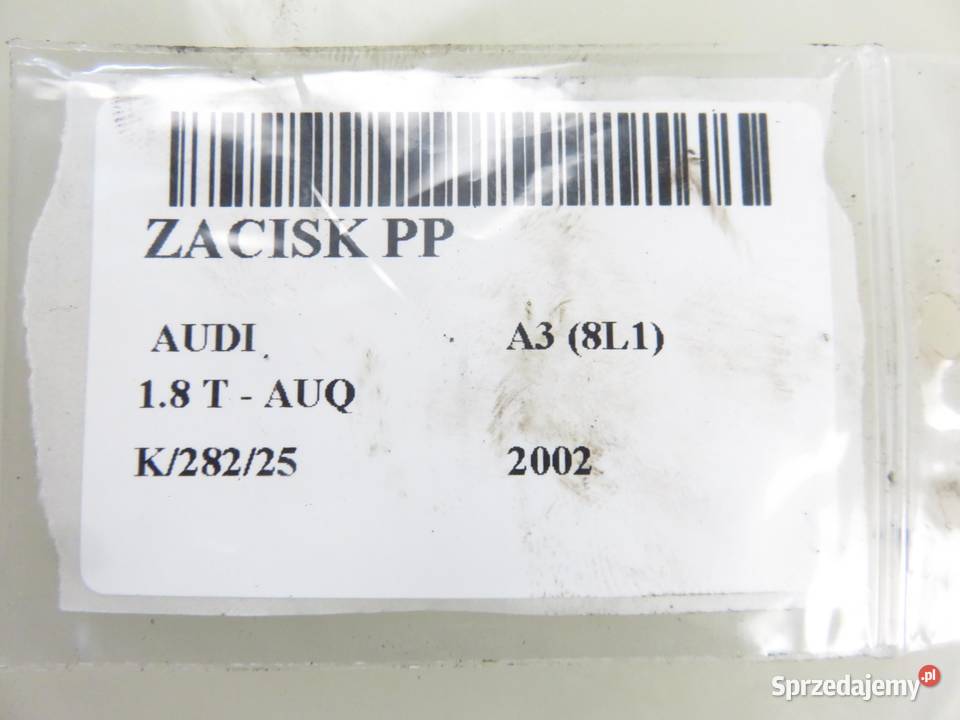 ZACISK PP
AUDI A3 (8L1)
1.8 T - AUQ
K/282/25 2002
Sprzedajemy.pl